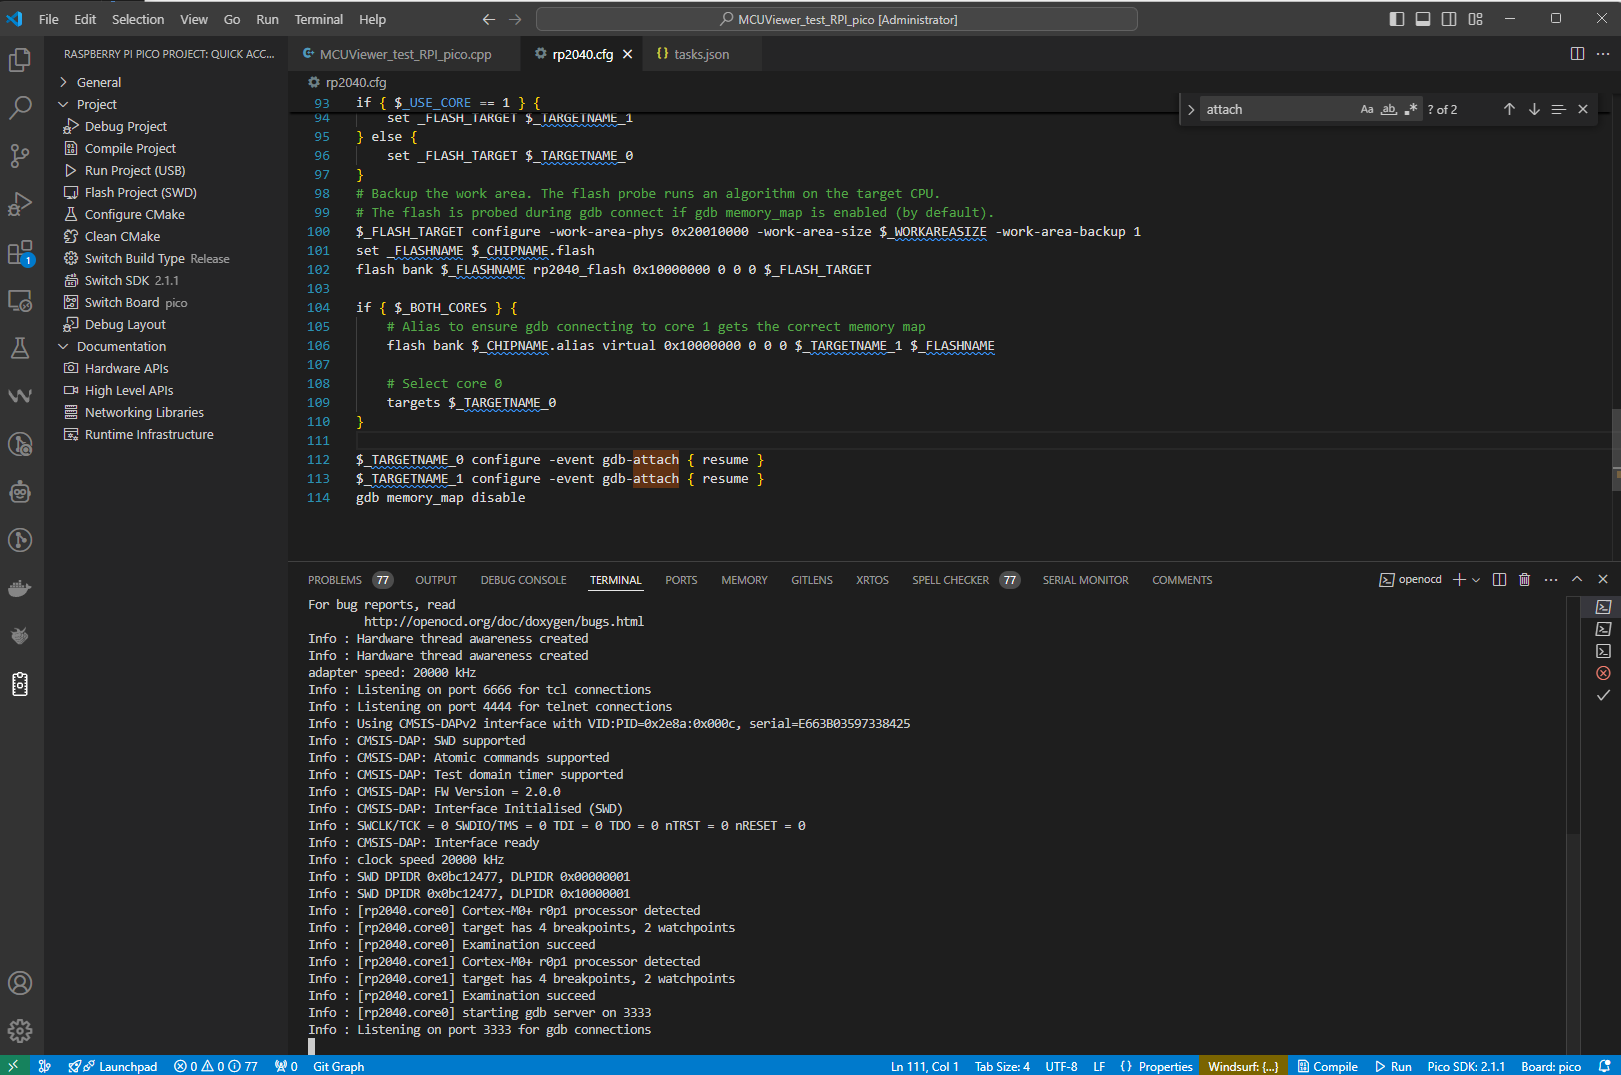 File Edit Selection View Go Run Terminal Help
MCUViewer_test_RPI_pico [Administrator]
RASPBERRY PI PICO PROJECT: QUICK ACC...
MCUViewer_test_RPI_pico.cpp
rp2040.cfg
tasks.json
General
Project
Debug Project
Compile Project
Run Project (USB)
Flash Project (SWD)
Configure CMake
Clean CMake
Switch Build Type Release
Switch SDK 2.1.1
Switch Board pico
Debug Layout
Documentation
Hardware APIs
High Level APIs
Networking Libraries
Runtime Infrastructure
1
rp2040.cfg
attach Aa ab .* ? of 2
93 if { $_USE_CORE == 1 } {
94     set _FLASH_TARGET $_TARGETNAME_1
95 } else {
96     set _FLASH_TARGET $_TARGETNAME_0
97 }
98 # Backup the work area. The flash probe runs an algorithm on the target CPU.
99 # The flash is probed during gdb connect if gdb memory_map is enabled (by default).
100 $_FLASH_TARGET configure -work-area-phys 0x20010000 -work-area-size $_WORKAREASIZE -work-area-backup 1
101 set _FLASHNAME $_CHIPNAME.flash
102 flash bank $_FLASHNAME rp2040_flash 0x10000000 0 0 0 $_FLASH_TARGET
103
104 if { $_BOTH_CORES } {
105     # Alias to ensure gdb connecting to core 1 gets the correct memory map
106     flash bank $_CHIPNAME.alias virtual 0x10000000 0 0 0 $_TARGETNAME_1 $_FLASHNAME
107
108     # Select core 0
109     targets $_TARGETNAME_0
110 }
111
112 $_TARGETNAME_0 configure -event gdb-attach { resume }
113 $_TARGETNAME_1 configure -event gdb-attach { resume }
114 gdb memory_map disable
PROBLEMS 77 OUTPUT DEBUG CONSOLE TERMINAL PORTS MEMORY GITLENS XRTOS SPELL CHECKER 77 SERIAL MONITOR COMMENTS
openocd
For bug reports, read
        http://openocd.org/doc/doxygen/bugs.html
Info : Hardware thread awareness created
Info : Hardware thread awareness created
adapter speed: 20000 kHz
Info : Listening on port 6666 for tcl connections
Info : Listening on port 4444 for telnet connections
Info : Using CMSIS-DAPv2 interface with VID:PID=0x2e8a:0x000c, serial=E663B03597338425
Info : CMSIS-DAP: SWD supported
Info : CMSIS-DAP: Atomic commands supported
Info : CMSIS-DAP: Test domain timer supported
Info : CMSIS-DAP: FW Version = 2.0.0
Info : CMSIS-DAP: Interface Initialised (SWD)
Info : SWCLK/TCK = 0 SWDIO/TMS = 0 TDI = 0 TDO = 0 nTRST = 0 nRESET = 0
Info : CMSIS-DAP: Interface ready
Info : clock speed 20000 kHz
Info : SWD DPIDR 0x0bc12477, DLPIDR 0x00000001
Info : SWD DPIDR 0x0bc12477, DLPIDR 0x10000001
Info : [rp2040.core0] Cortex-M0+ r0p1 processor detected
Info : [rp2040.core0] target has 4 breakpoints, 2 watchpoints
Info : [rp2040.core0] Examination succeed
Info : [rp2040.core1] Cortex-M0+ r0p1 processor detected
Info : [rp2040.core1] target has 4 breakpoints, 2 watchpoints
Info : [rp2040.core1] Examination succeed
Info : [rp2040.core0] starting gdb server on 3333
Info : Listening on port 3333 for gdb connections
Launchpad 0 0 77 0 Git Graph Ln 111, Col 1 Tab Size: 4 UTF-8 LF {} Properties Windsurf: {...} Compile Run Pico SDK: 2.1.1 Board: pico